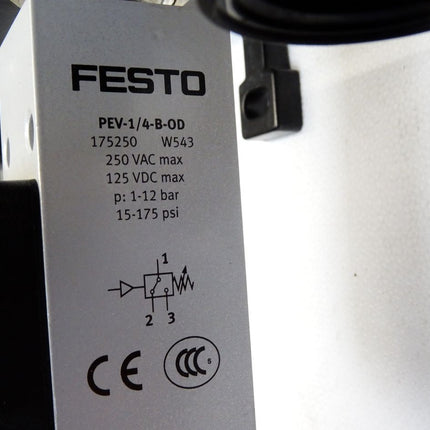 FESTO
PEV-1/4-B-OD
175250 W543
250 VAC max
125 VDC max
p: 1-12 bar
15-175 psi
1
2 3
CE
CCC S